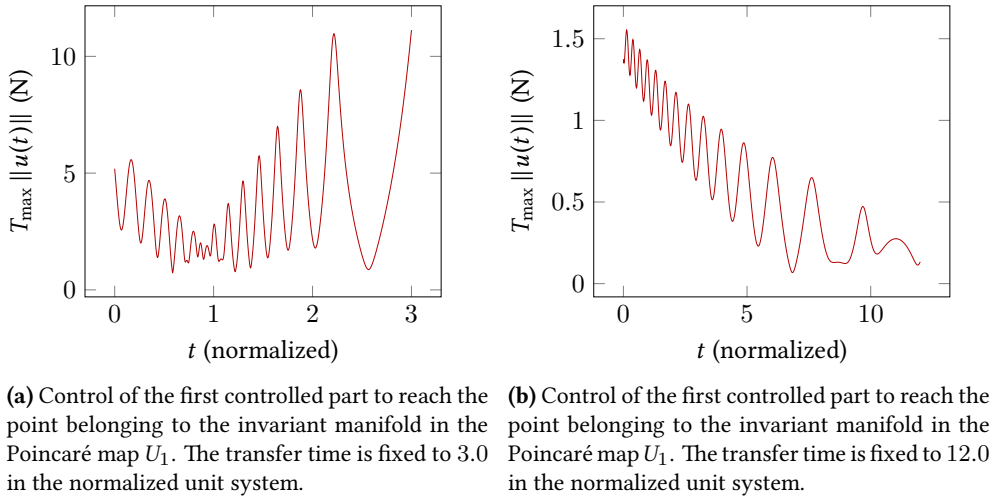 10
5
0
0
1
2
3
T_max ||u(t)|| (N)
t (normalized)
1.5
1
0.5
0
0
5
10
T_max ||u(t)|| (N)
t (normalized)
(a) Control of the first controlled part to reach the
point belonging to the invariant manifold in the
Poincaré map U₁. The transfer time is fixed to 3.0
in the normalized unit system.
(b) Control of the first controlled part to reach the
point belonging to the invariant manifold in the
Poincaré map U₁. The transfer time is fixed to 12.0
in the normalized unit system.